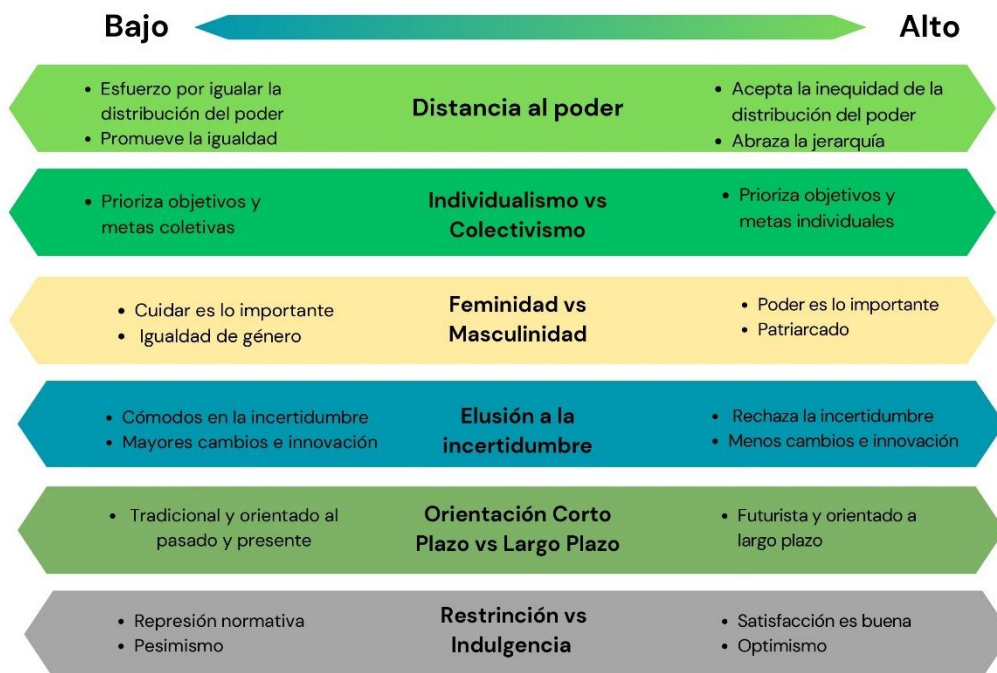 Bajo
Alto
• Esfuerzo por igualar la
distribución del poder
• Promueve la igualdad
Distancia al poder
• Acepta la inequidad de la
distribución del poder
• Abraza la jerarquía
• Prioriza objetivos y
metas coletivas
Individualismo vs
Colectivismo
• Prioriza objetivos y
metas individuales
• Cuidar es lo importante
• Igualdad de género
Feminidad vs
Masculinidad
• Poder es lo importante
• Patriarcado
• Cómodos en la incertidumbre
• Mayores cambios e innovación
Elusión a la
incertidumbre
• Rechaza la incertidumbre
• Menos cambios e innovación
• Tradicional y orientado al
pasado y presente
Orientación Corto
Plazo vs Largo Plazo
• Futurista y orientado a
largo plazo
• Represión normativa
• Pesimismo
Restrinción vs
Indulgencia
• Satisfacción es buena
• Optimismo